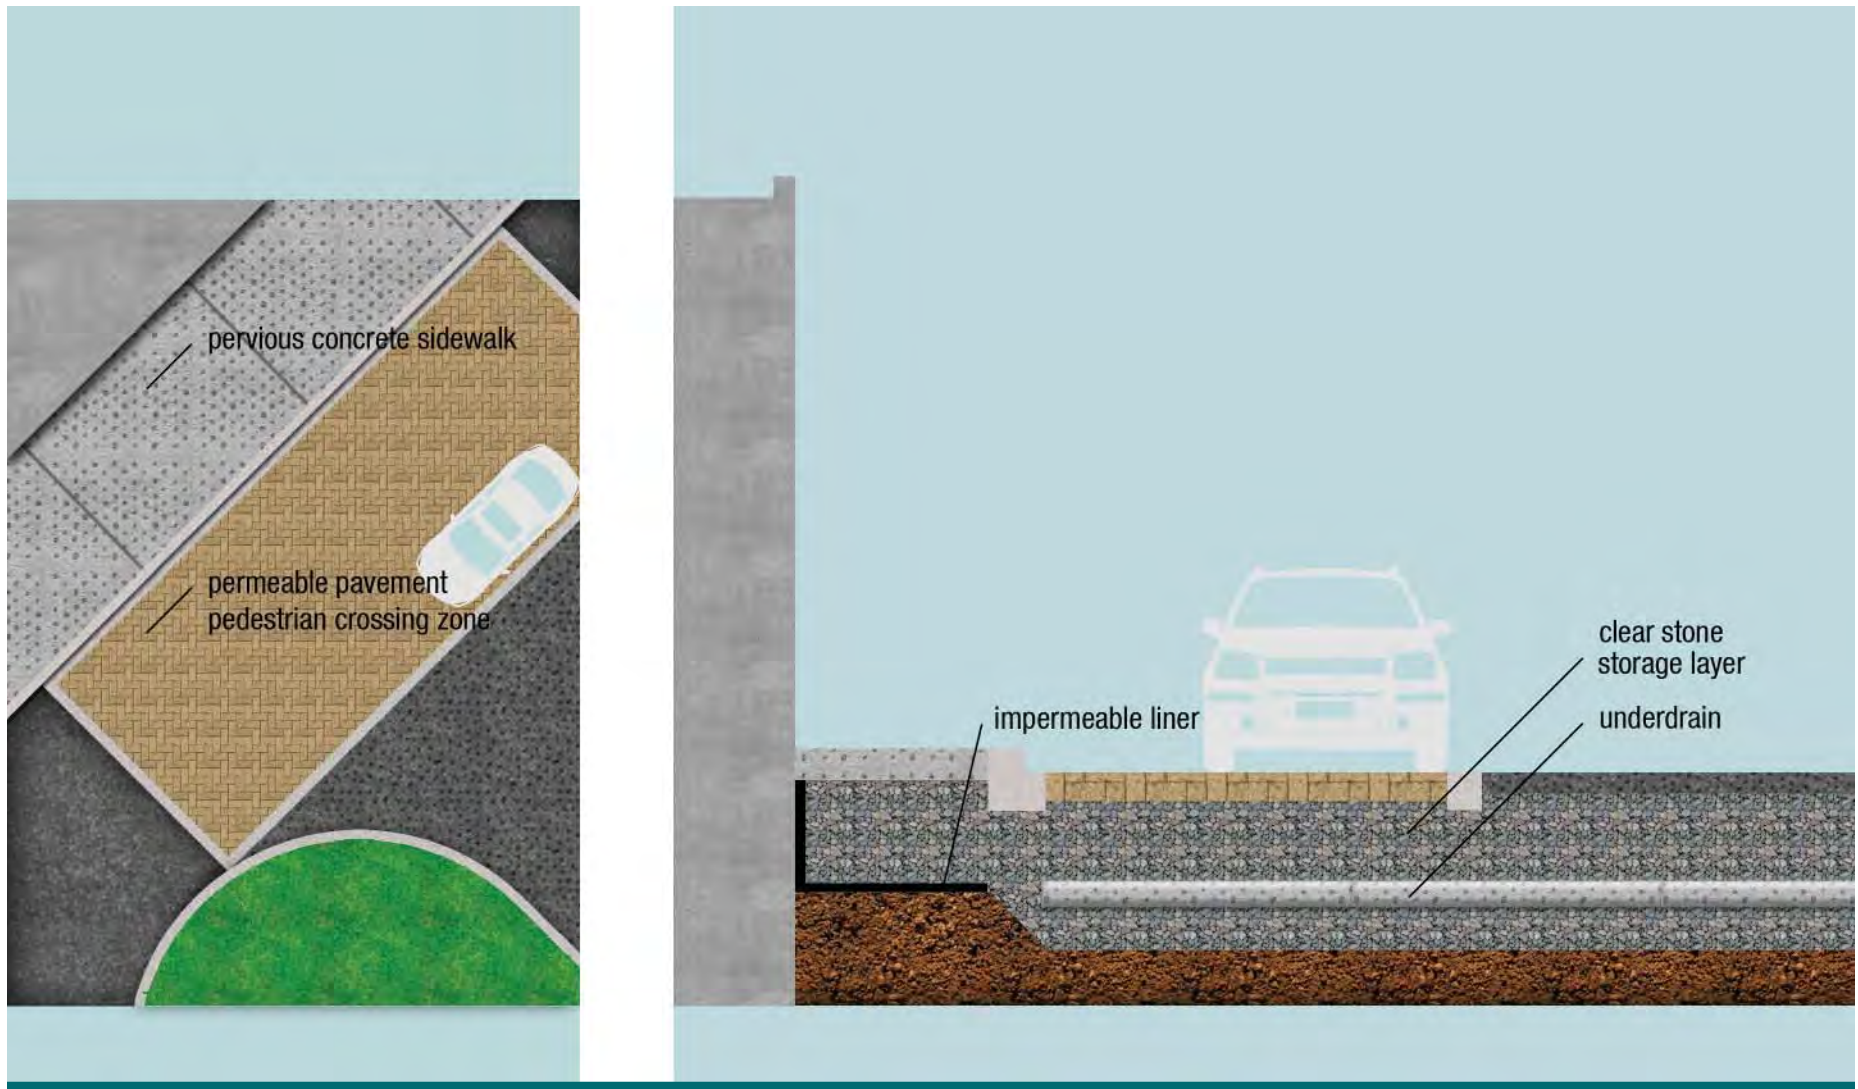 pervious concrete sidewalk
permeable pavement
pedestrian crossing zone
clear stone
storage layer
impermeable liner
underdrain